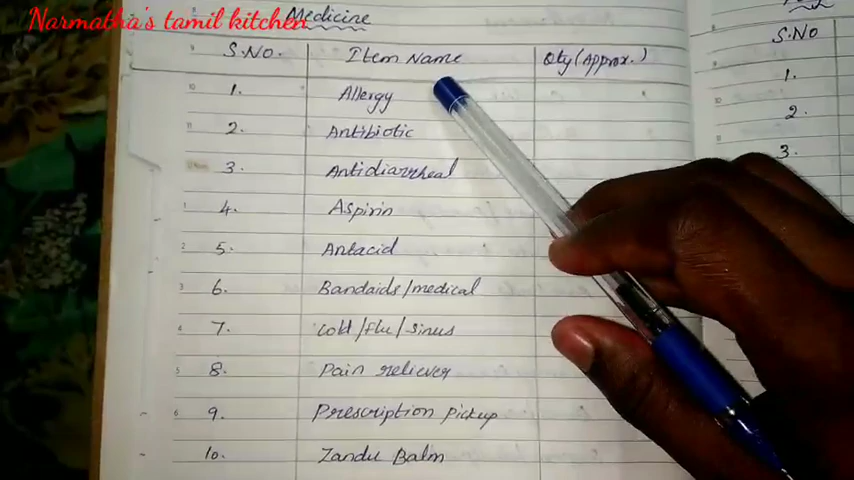 Narmatha's tamil kitchen
Medicine
S.No. Item Name Qty (Approx.)
1. Allergy
2. Antibiotic
3. Antidiarrheal
4. Aspirin
5. Antacid
6. Bandaids/medical
7. Cold/Flu/Sinus
8. Pain reliever
9. Prescription Pickup
10. Zandu Balm
S.No
1.
2.
3.